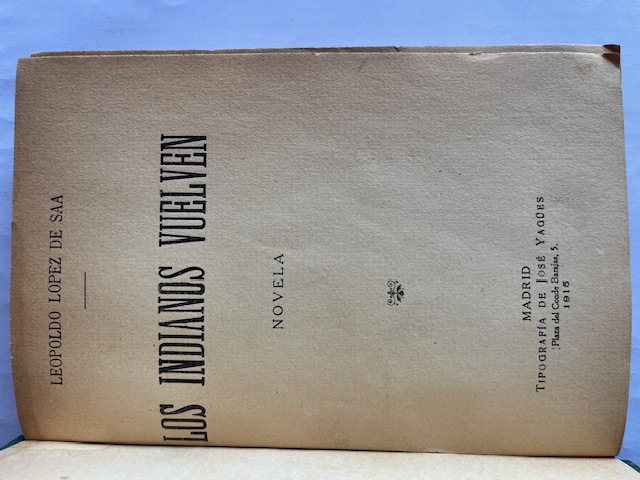 LEOPOLDO LOPEZ DE SAA
LOS INDIANOS VUELVEN
NOVELA
MADRID
TIPOGRAFÍA DE JOSÉ YAGÜES
Plaza del Conde Barajas, 5.
1915